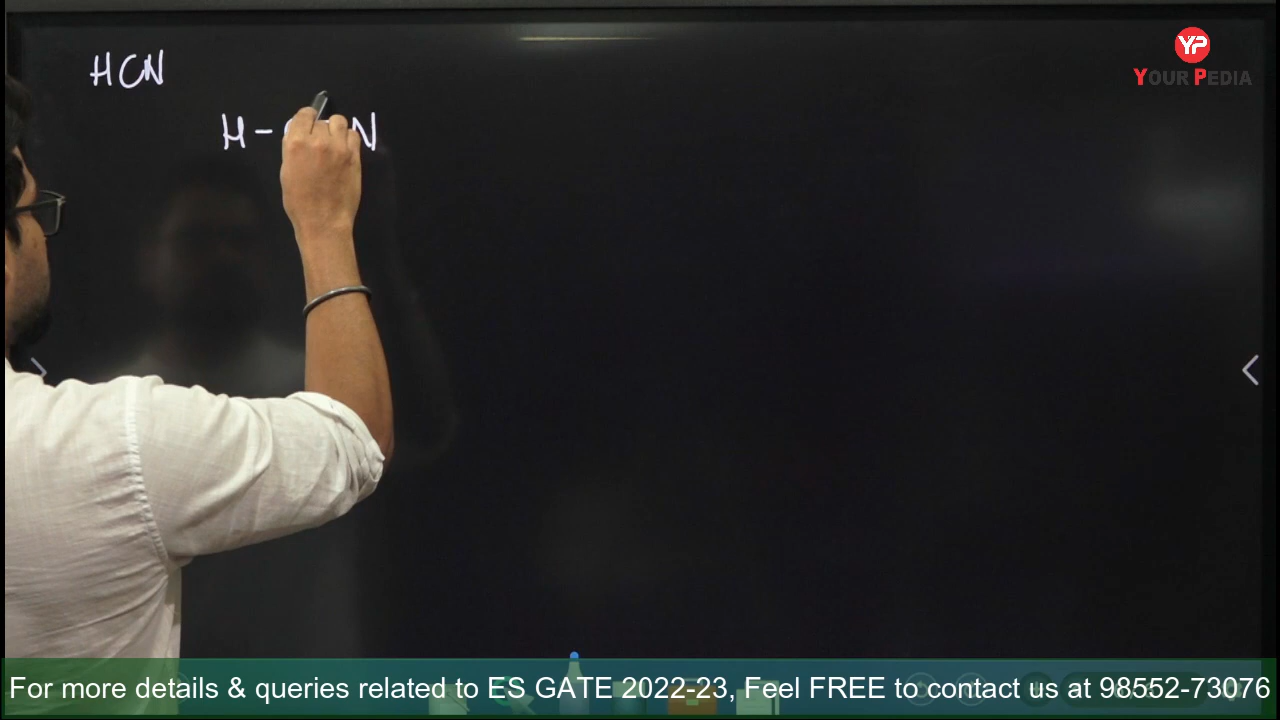 HCN
YP
YOUR PEDIA
H - C N
For more details & queries related to ES GATE 2022-23, Feel FREE to contact us at 98552-73076